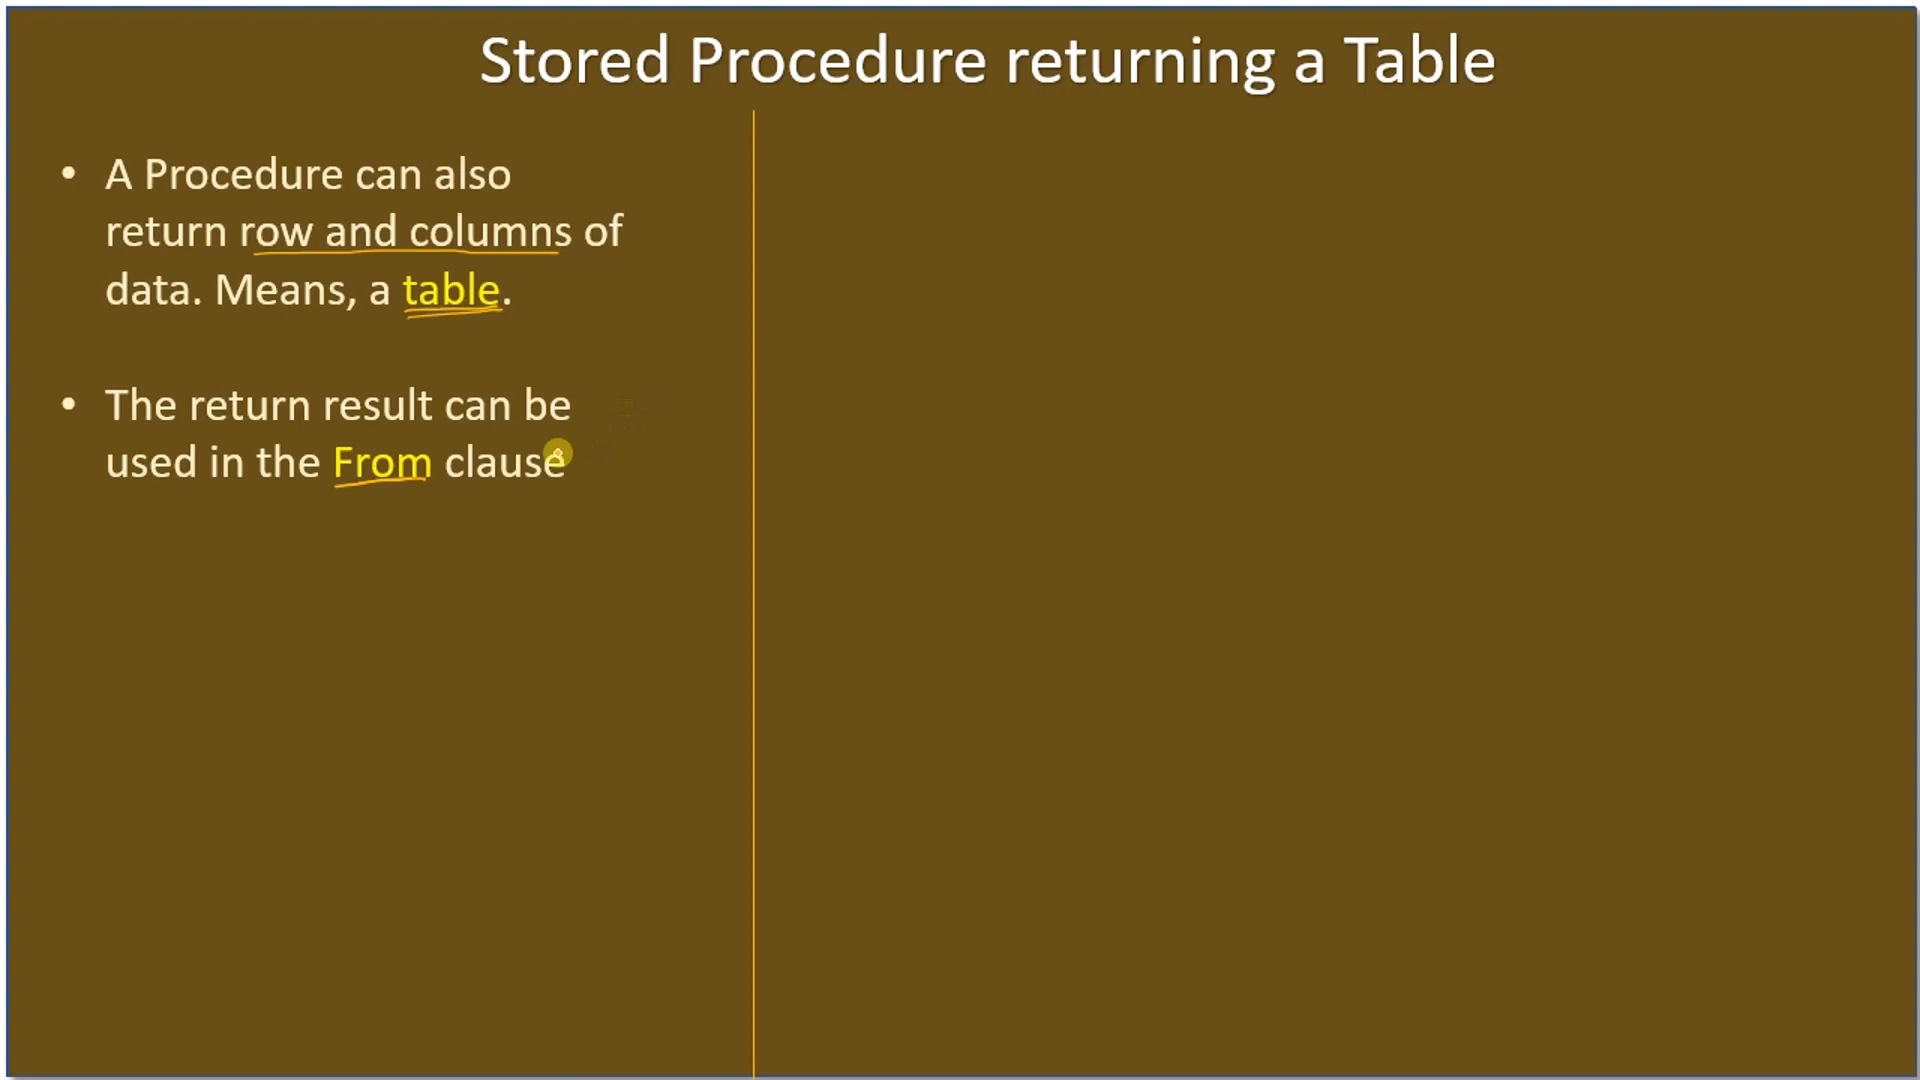 Stored Procedure returning a Table
• A Procedure can also
return row and columns of
data. Means, a table.
• The return result can be
used in the From clause